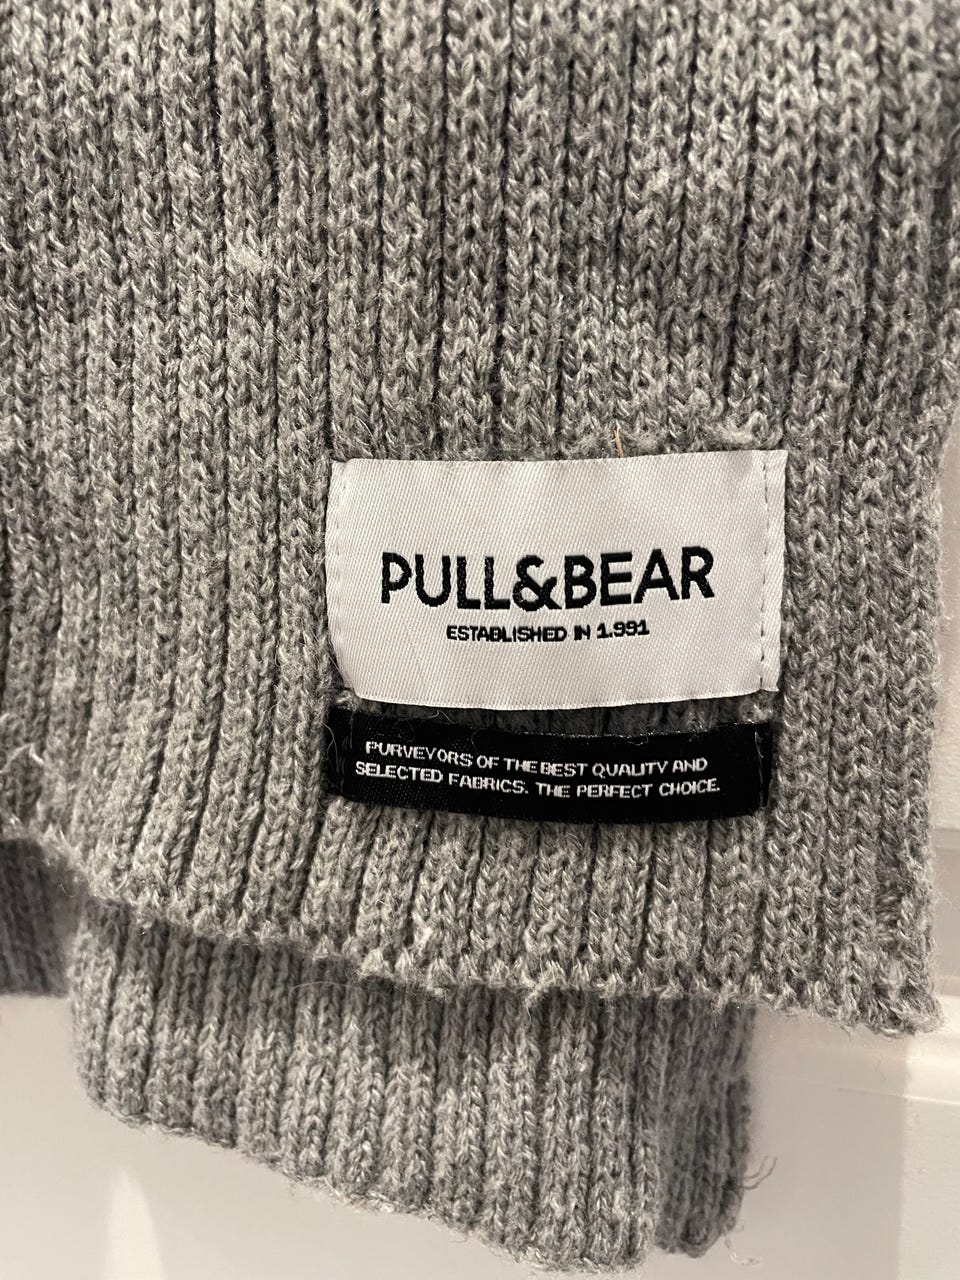 PULL&BEAR
ESTABLISHED IN 1.991
PURVEYORS OF THE BEST QUALITY AND
SELECTED FABRICS. THE PERFECT CHOICE.